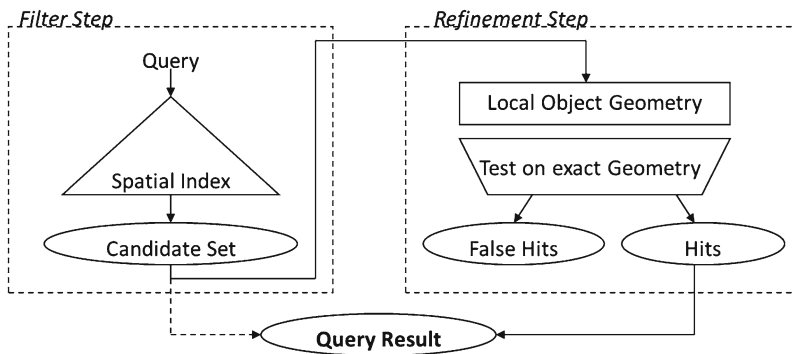 Filter Step
Query
Spatial Index
Candidate Set
Refinement Step
Local Object Geometry
Test on exact Geometry
False Hits
Hits
Query Result